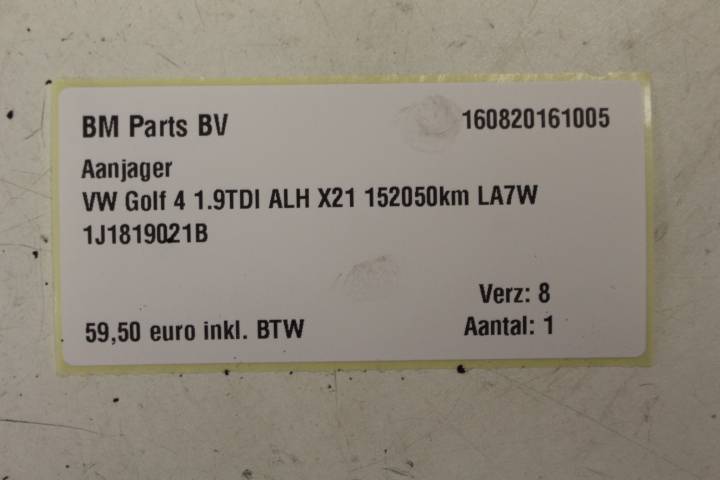 BM Parts BV 160820161005
Aanjager
VW Golf 4 1.9TDI ALH X21 152050km LA7W
1J1819021B
Verz: 8
59,50 euro inkl. BTW Aantal: 1